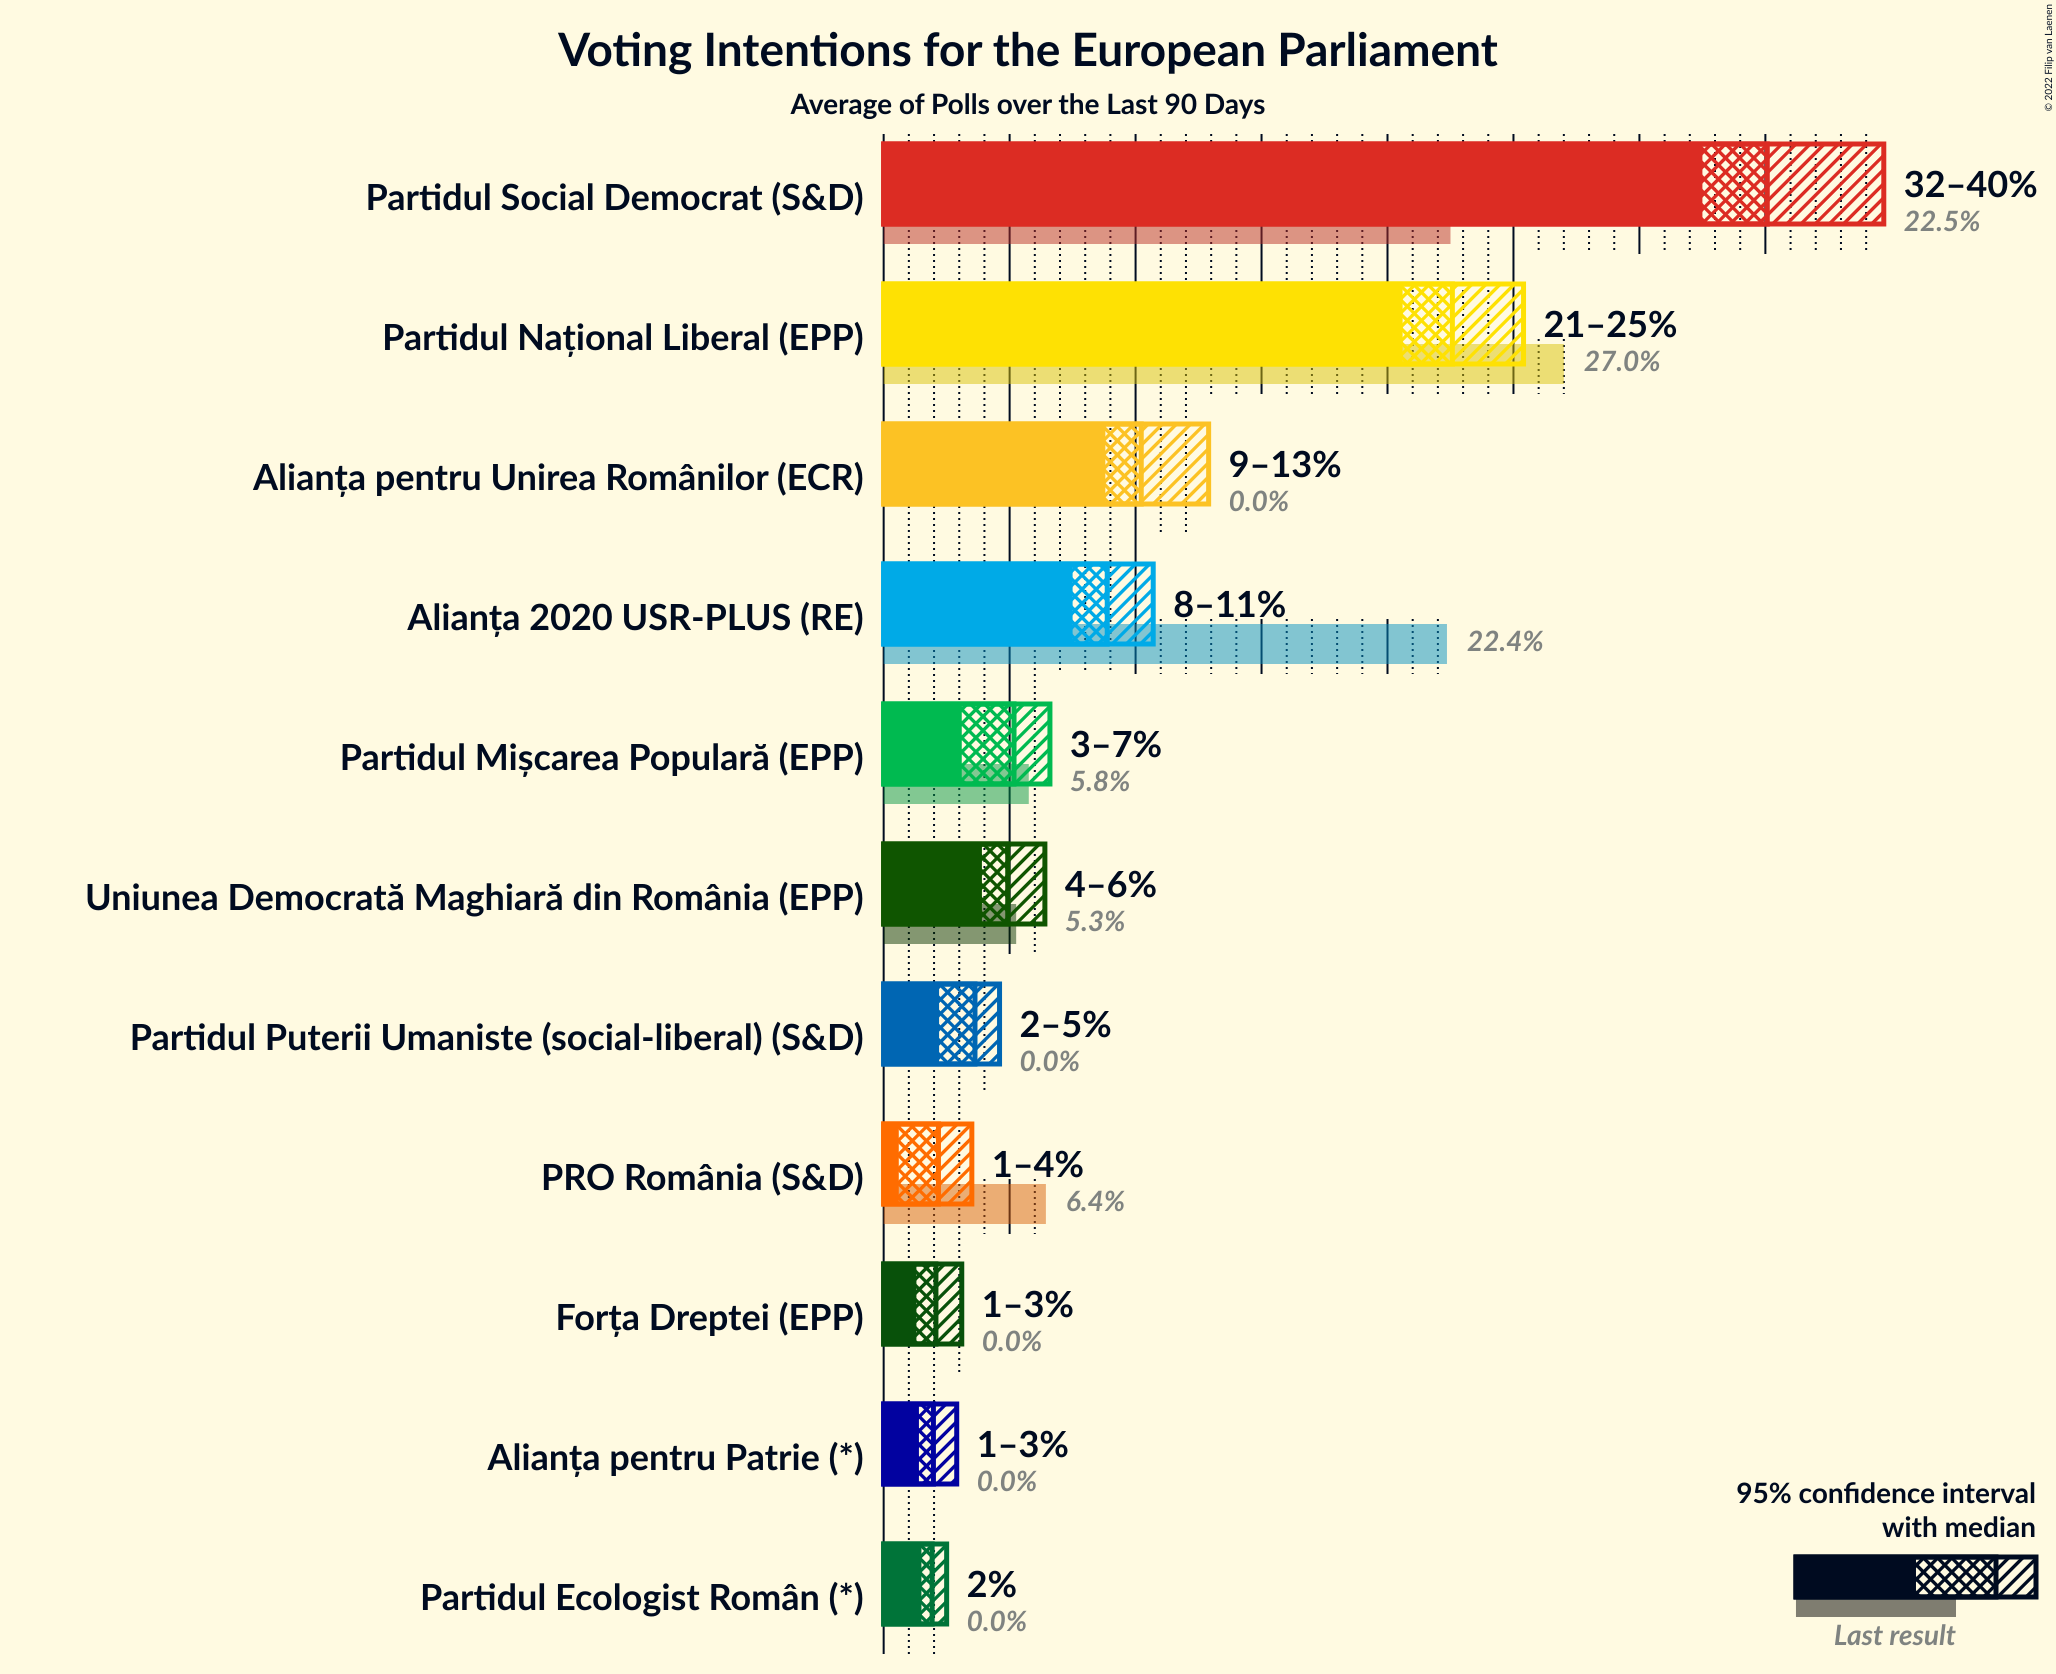 Voting Intentions for the European Parliament
Average of Polls over the Last 90 Days
© 2022 Filip van Laenen
Partidul Social Democrat (S&D)
32–40%
22.5%
Partidul Național Liberal (EPP)
21–25%
27.0%
Alianța pentru Unirea Românilor (ECR)
9–13%
0.0%
Alianța 2020 USR-PLUS (RE)
8–11%
22.4%
Partidul Mișcarea Populară (EPP)
3–7%
5.8%
Uniunea Democrată Maghiară din România (EPP)
4–6%
5.3%
Partidul Puterii Umaniste (social-liberal) (S&D)
2–5%
0.0%
PRO România (S&D)
1–4%
6.4%
Forța Dreptei (EPP)
1–3%
0.0%
Alianța pentru Patrie (*)
1–3%
0.0%
Partidul Ecologist Român (*)
2%
0.0%
95% confidence interval
with median
Last result